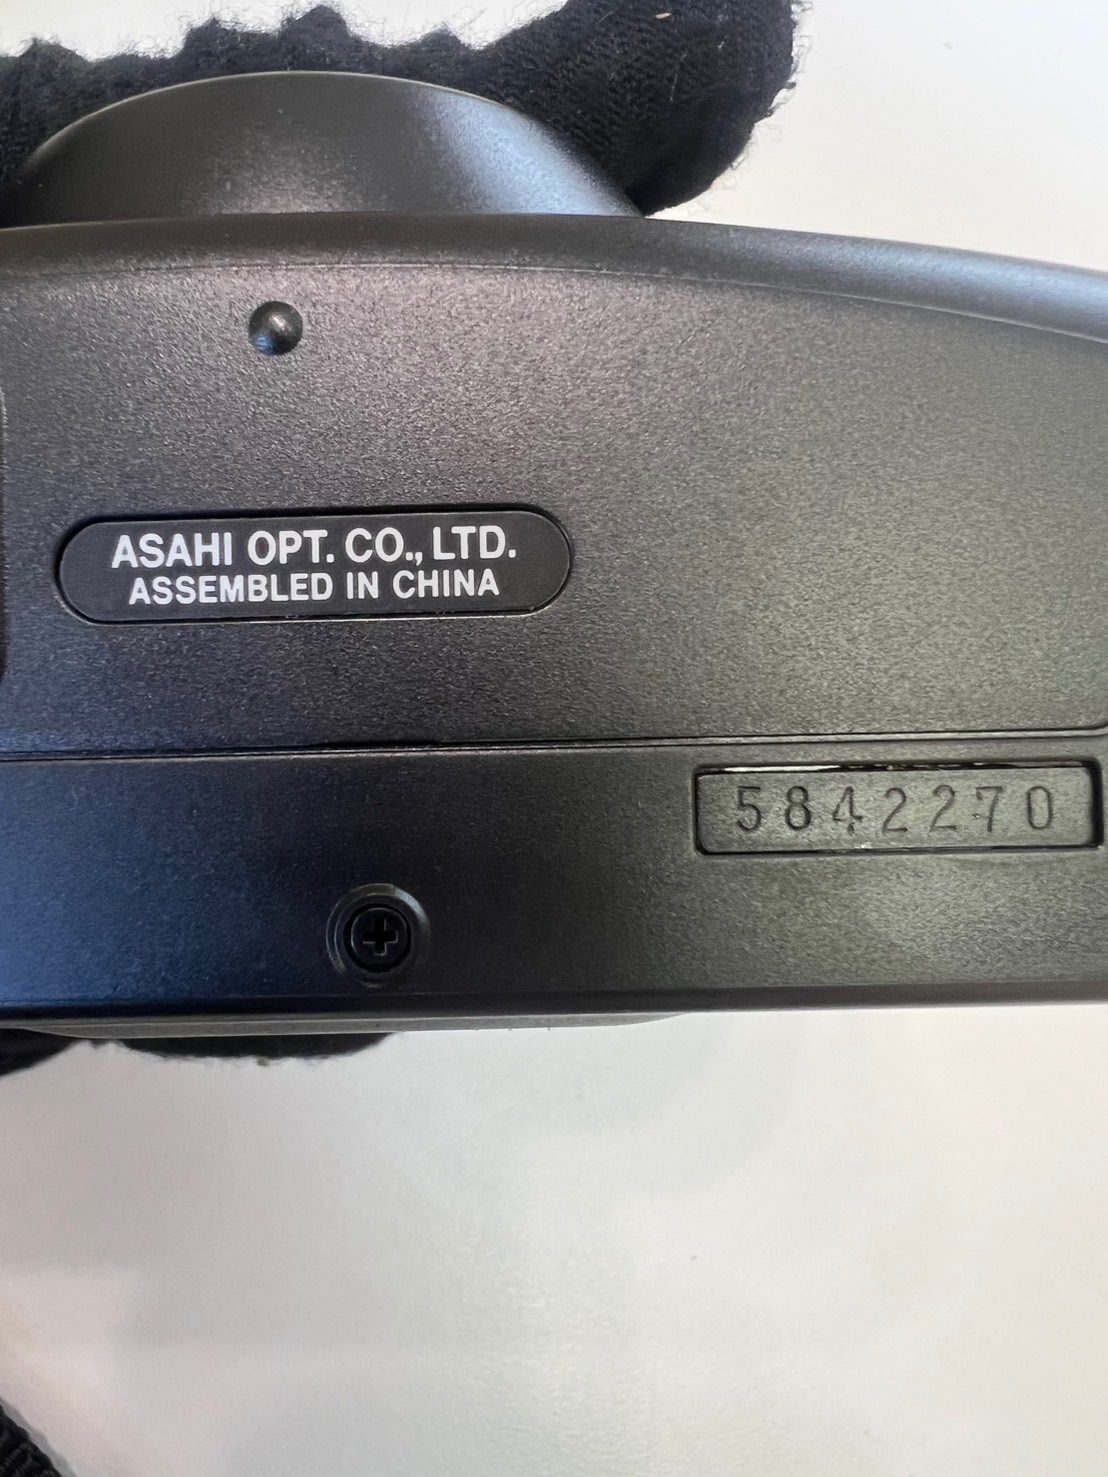 ASAHI OPT. CO., LTD.
ASSEMBLED IN CHINA
5842270